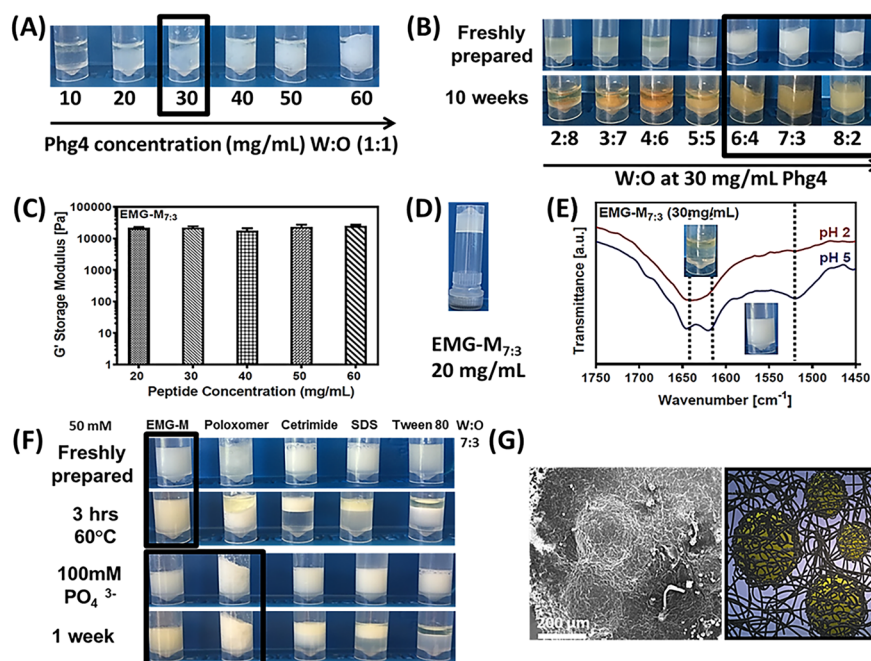 (A)
10 20 30 40 50 60
Phg4 concentration (mg/mL) W:O (1:1)
(B)
Freshly
prepared
10 weeks
2:8 3:7 4:6 5:5 6:4 7:3 8:2
W:O at 30 mg/mL Phg4
(C)
EMG-M7:3
G' Storage Modulus [Pa]
100000
10000
1000
100
10
1
20 30 40 50 60
Peptide Concentration (mg/mL)
(D)
EMG-M7:3
20 mg/mL
(E)
EMG-M7:3 (30mg/mL)
pH 2
pH 5
Transmittance [a.u.]
1750 1700 1650 1600 1550 1500 1450
Wavenumber [cm-1]
(F)
50 mM EMG-M Poloxomer Cetrimide SDS Tween 80 W:O
7:3
Freshly
prepared
3 hrs
60°C
100mM
PO4 3-
1 week
(G)
200 µm